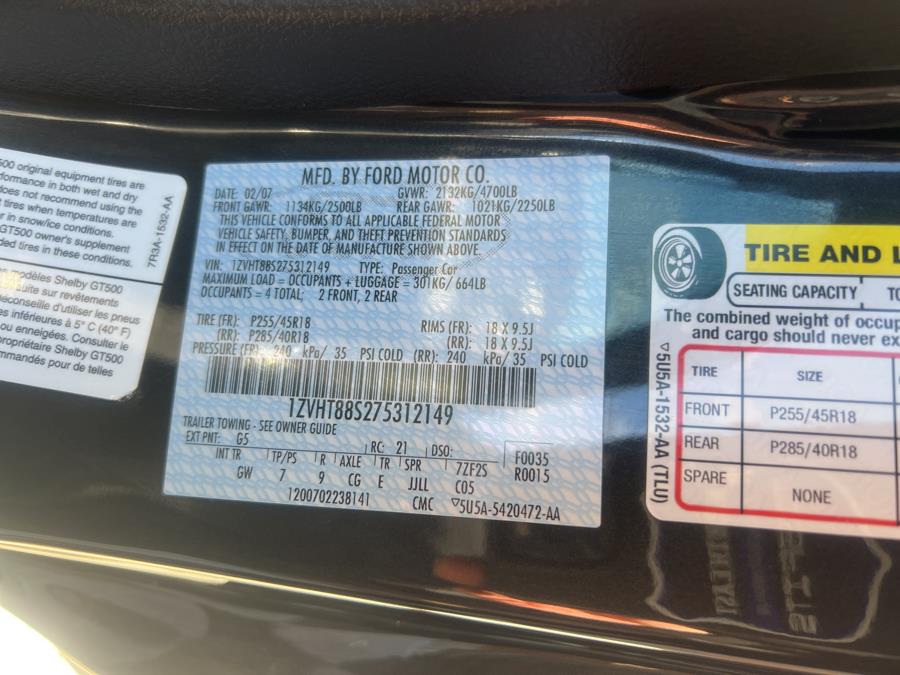 500 original equipment tires are
formance in both wet and dry
does not recommend using the
tires when temperatures are
r in snow/ice conditions.
GT500 owner's supplement
ded tires in these conditions.
7R3A-1532-AA
modèles Shelby GT500
suite sur revêtements
déconseille d'utiliser les pneus
es inférieures à 5° C (40° F)
ou enneigées. Consulter le
propriétaire Shelby GT500
commandés pour de telles
MFD. BY FORD MOTOR CO.
DATE: 02/07 GVWR: 2132KG/4700LB
FRONT GAWR: 1134KG/2500LB REAR GAWR: 1021KG/2250LB
THIS VEHICLE CONFORMS TO ALL APPLICABLE FEDERAL MOTOR
VEHICLE SAFETY, BUMPER, AND THEFT PREVENTION STANDARDS
IN EFFECT ON THE DATE OF MANUFACTURE SHOWN ABOVE.
VIN: 1ZVHT88S275312149 TYPE: Passenger Car
MAXIMUM LOAD = OCCUPANTS + LUGGAGE = 301KG/664LB
OCCUPANTS = 4 TOTAL: 2 FRONT, 2 REAR
TIRE (FR): P255/45R18 RIMS (FR): 18 X 9.5J
(RR): P285/40R18 (RR): 18 X 9.5J
PRESSURE (FR): 240 kPa/ 35 PSI COLD (RR): 240 kPa/ 35 PSI COLD
1ZVHT88S275312149
TRAILER TOWING - SEE OWNER GUIDE
EXT PNT: G5 RC: 21 DSO: F0035
R0015
INT TR TP/PS R AXLE TR SPR 7ZF2S
GW 7 9 CG E JJLL C05
1200702238141 CMC ▽5U5A-5420472-AA
TIRE AND L
SEATING CAPACITY TO
The combined weight of occup
and cargo should never ex
TIRE SIZE
FRONT P255/45R18
REAR P285/40R18
SPARE NONE
▽5U5A-1532-AA (TLU)